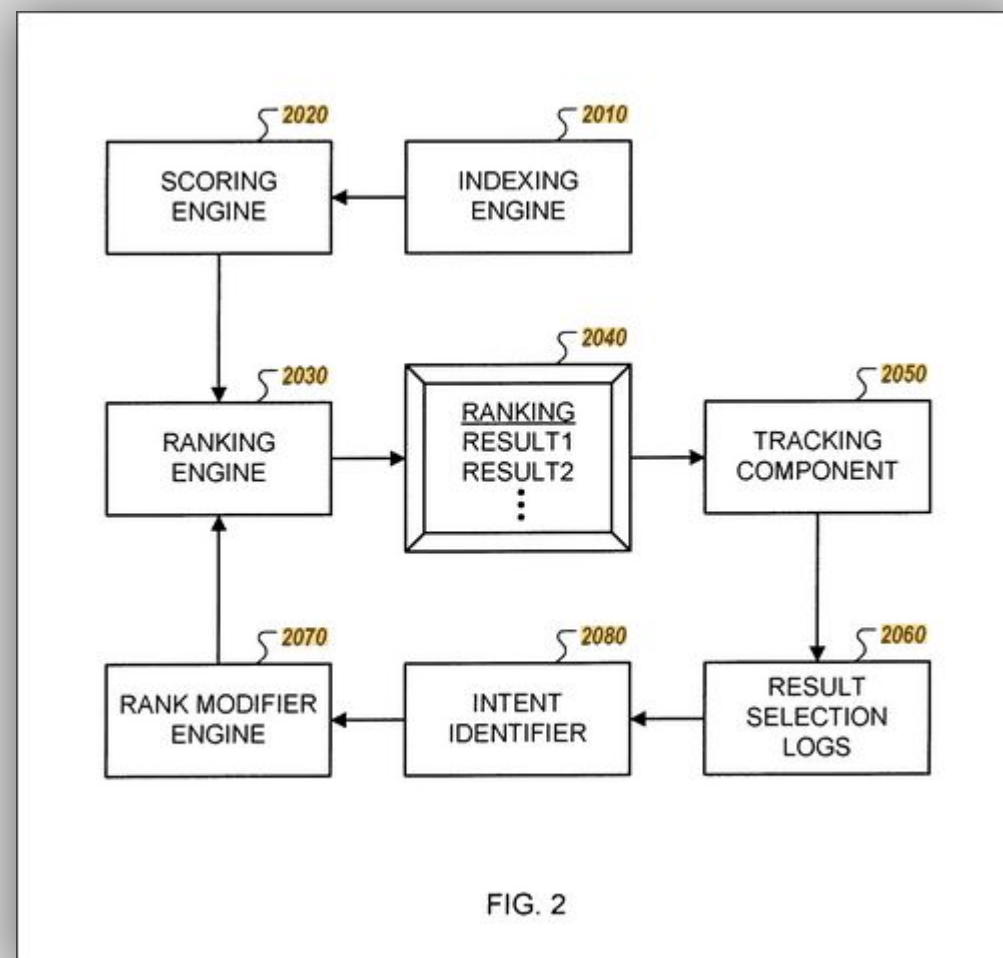 2020
SCORING
ENGINE
2010
INDEXING
ENGINE
2030
RANKING
ENGINE
2040
RANKING
RESULT1
RESULT2
2050
TRACKING
COMPONENT
2070
RANK MODIFIER
ENGINE
2080
INTENT
IDENTIFIER
2060
RESULT
SELECTION
LOGS
FIG. 2